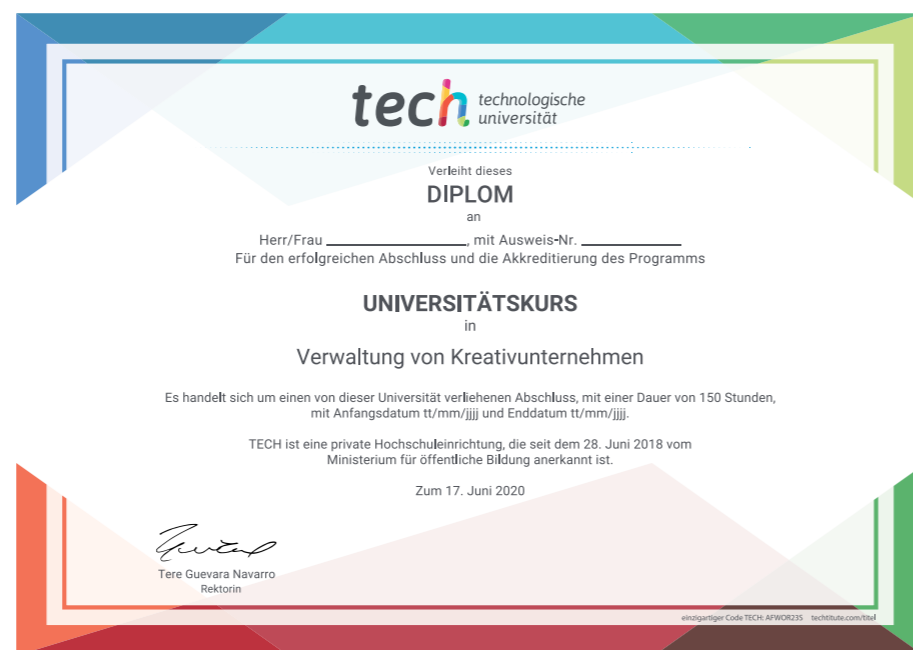 tech technologische
universität
Verleiht dieses
DIPLOM
an
Herr/Frau ____________________, mit Ausweis-Nr. ______________
Für den erfolgreichen Abschluss und die Akkreditierung des Programms
UNIVERSITÄTSKURS
in
Verwaltung von Kreativunternehmen
Es handelt sich um einen von dieser Universität verliehenen Abschluss, mit einer Dauer von 150 Stunden,
mit Anfangsdatum tt/mm/jjjj und Enddatum tt/mm/jjjj.
TECH ist eine private Hochschuleinrichtung, die seit dem 28. Juni 2018 vom
Ministerium für öffentliche Bildung anerkannt ist.
Zum 17. Juni 2020
Tere Guevara Navarro
Rektorin
einzigartiger Code TECH: AFWOR235 techtitute.com/titel